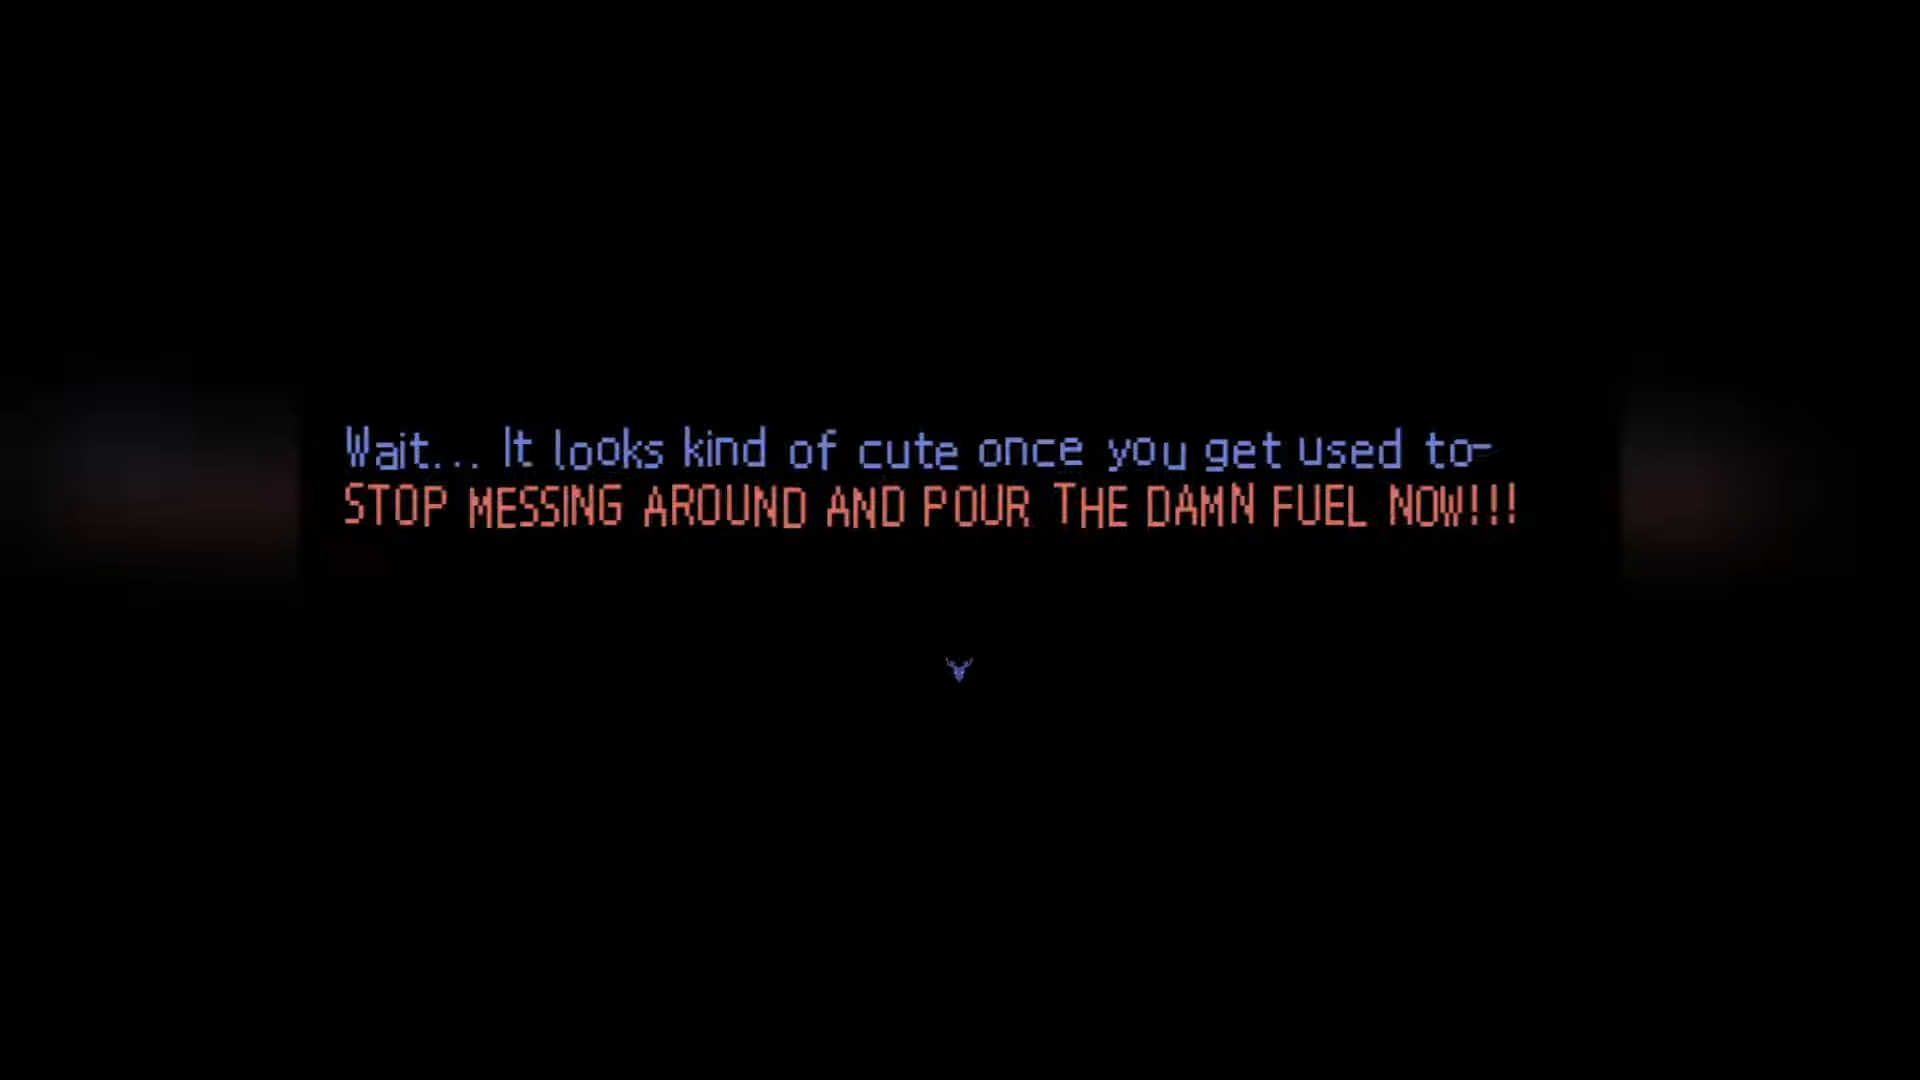 Wait... It looks kind of cute once you get used to-
STOP MESSING AROUND AND POUR THE DAMN FUEL NOW!!!